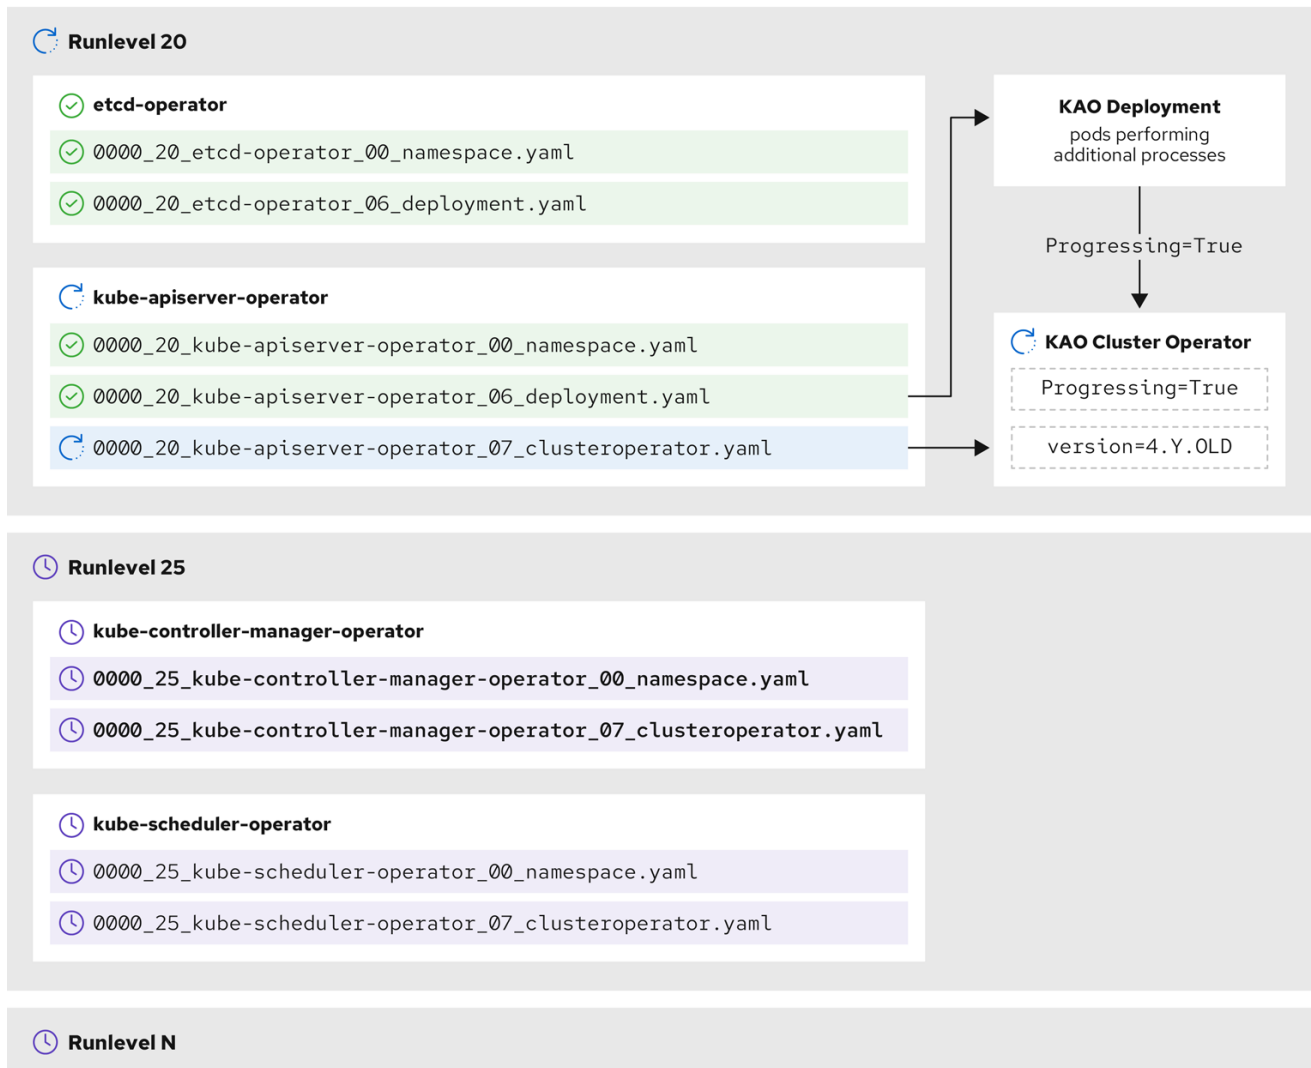 Runlevel 20
etcd-operator
0000_20_etcd-operator_00_namespace.yaml
0000_20_etcd-operator_06_deployment.yaml
kube-apiserver-operator
0000_20_kube-apiserver-operator_00_namespace.yaml
0000_20_kube-apiserver-operator_06_deployment.yaml
0000_20_kube-apiserver-operator_07_clusteroperator.yaml
KAO Deployment
pods performing
additional processes
Progressing=True
KAO Cluster Operator
Progressing=True
version=4.Y.OLD
Runlevel 25
kube-controller-manager-operator
0000_25_kube-controller-manager-operator_00_namespace.yaml
0000_25_kube-controller-manager-operator_07_clusteroperator.yaml
kube-scheduler-operator
0000_25_kube-scheduler-operator_00_namespace.yaml
0000_25_kube-scheduler-operator_07_clusteroperator.yaml
Runlevel N